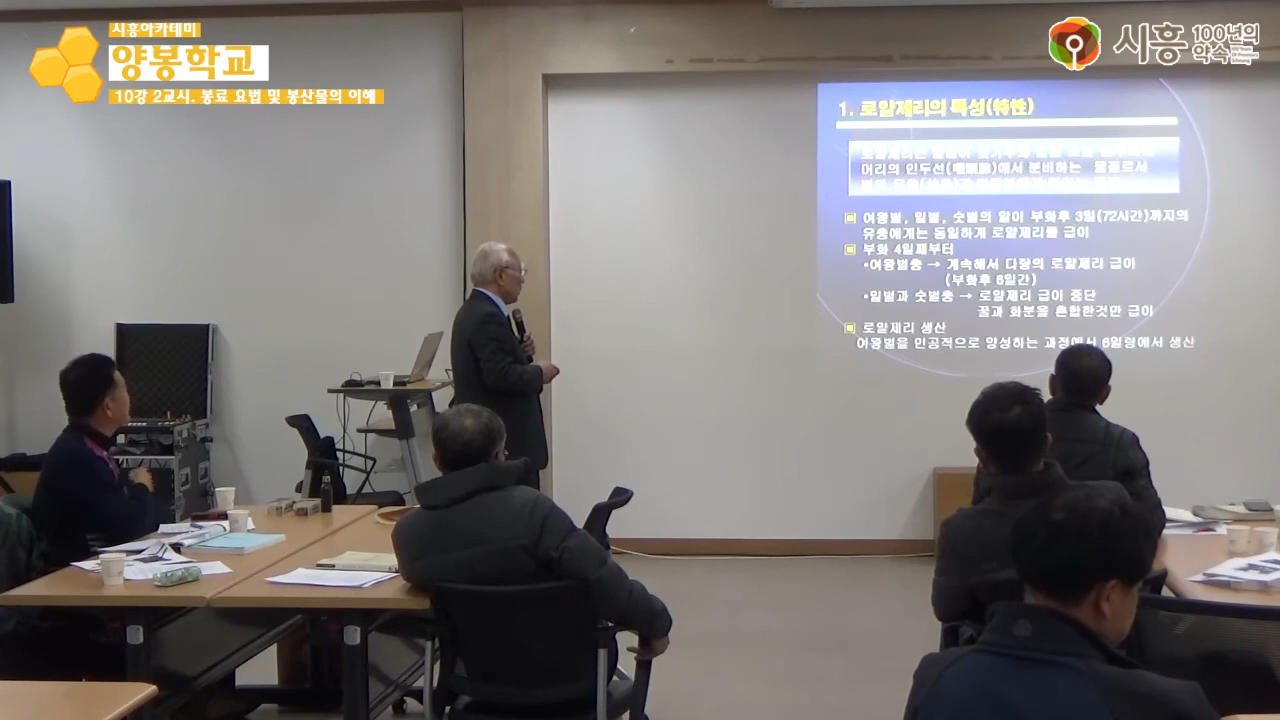 시흥아카데미
양봉학교
10강 2교시. 봉료 요법 및 봉산물의 이해
시흥 100년의 약속
1. 로얄제리의 특성(特性)
로얄제리는
머리의 인두선(咽頭腺)에서 분비하는 물질로서
여왕벌, 일벌, 숫벌의 알이 부화후 3일(72시간)까지의
유충에게는 동일하게 로얄제리를 급이
부화 4일째부터
•여왕벌충 → 계속해서 다량의 로얄제리 급이
(부화후 6일간)
•일벌과 숫벌충 → 로얄제리 급이 중단
꿀과 화분을 혼합한것만 급이
로얄제리 생산
여왕벌을 인공적으로 양성하는 과정에서 6일령에서 생산